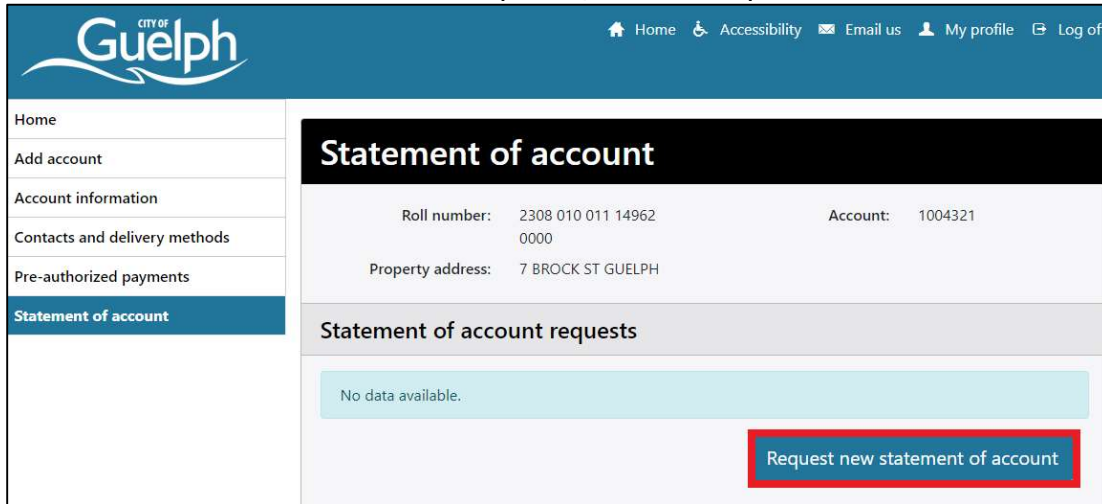 CITY OF
Guelph
Home Accessibility Email us My profile Log of
Home
Add account
Account information
Contacts and delivery methods
Pre-authorized payments
Statement of account
Statement of account
Roll number: 2308 010 011 14962 Account: 1004321
0000
Property address: 7 BROCK ST GUELPH
Statement of account requests
No data available.
Request new statement of account